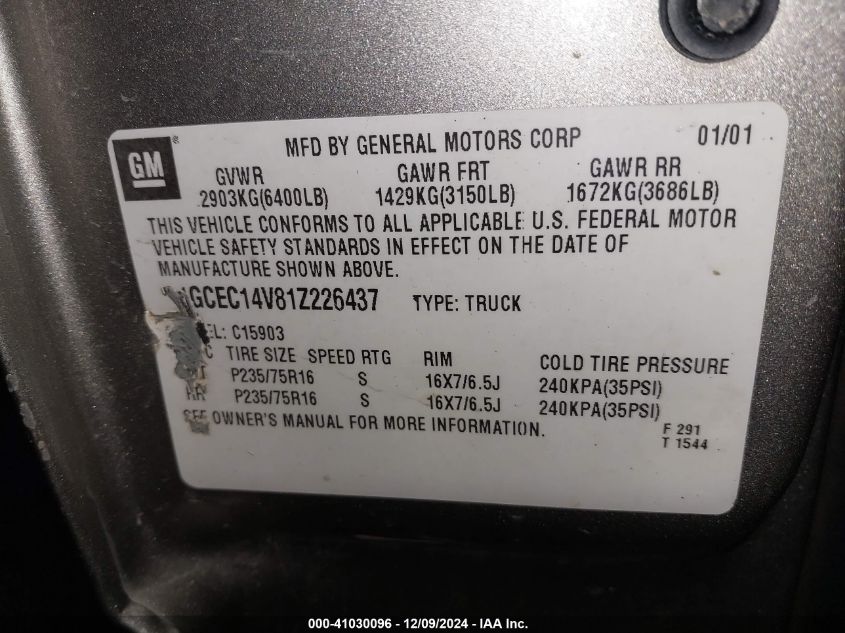 GM ®
MFD BY GENERAL MOTORS CORP 01/01
GVWR GAWR FRT GAWR RR
2903KG(6400LB) 1429KG(3150LB) 1672KG(3686LB)
THIS VEHICLE CONFORMS TO ALL APPLICABLE U.S. FEDERAL MOTOR
VEHICLE SAFETY STANDARDS IN EFFECT ON THE DATE OF
MANUFACTURE SHOWN ABOVE.
GCEC14V81Z226437 TYPE: TRUCK
EL: C15903
C TIRE SIZE SPEED RTG RIM COLD TIRE PRESSURE
P235/75R16 S 16X7/6.5J 240KPA(35PSI)
RR P235/75R16 S 16X7/6.5J 240KPA(35PSI)
SEE OWNER'S MANUAL FOR MORE INFORMATION.
F 291
T 1544
000-41030096 - 12/09/2024 - IAA Inc.